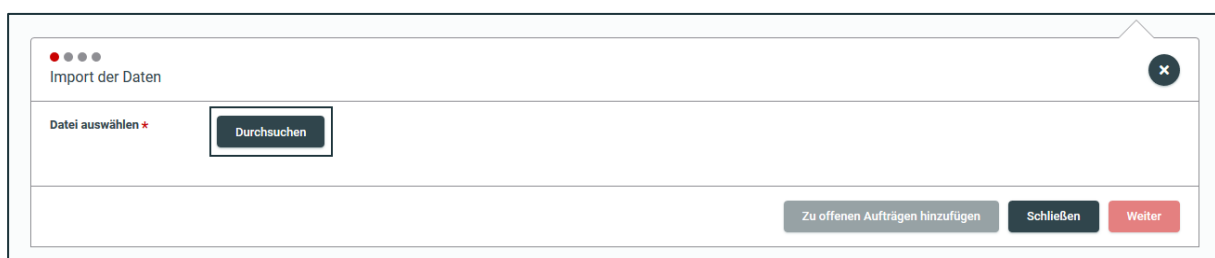 Import der Daten
Datei auswählen *
Durchsuchen
Zu offenen Aufträgen hinzufügen
Schließen
Weiter